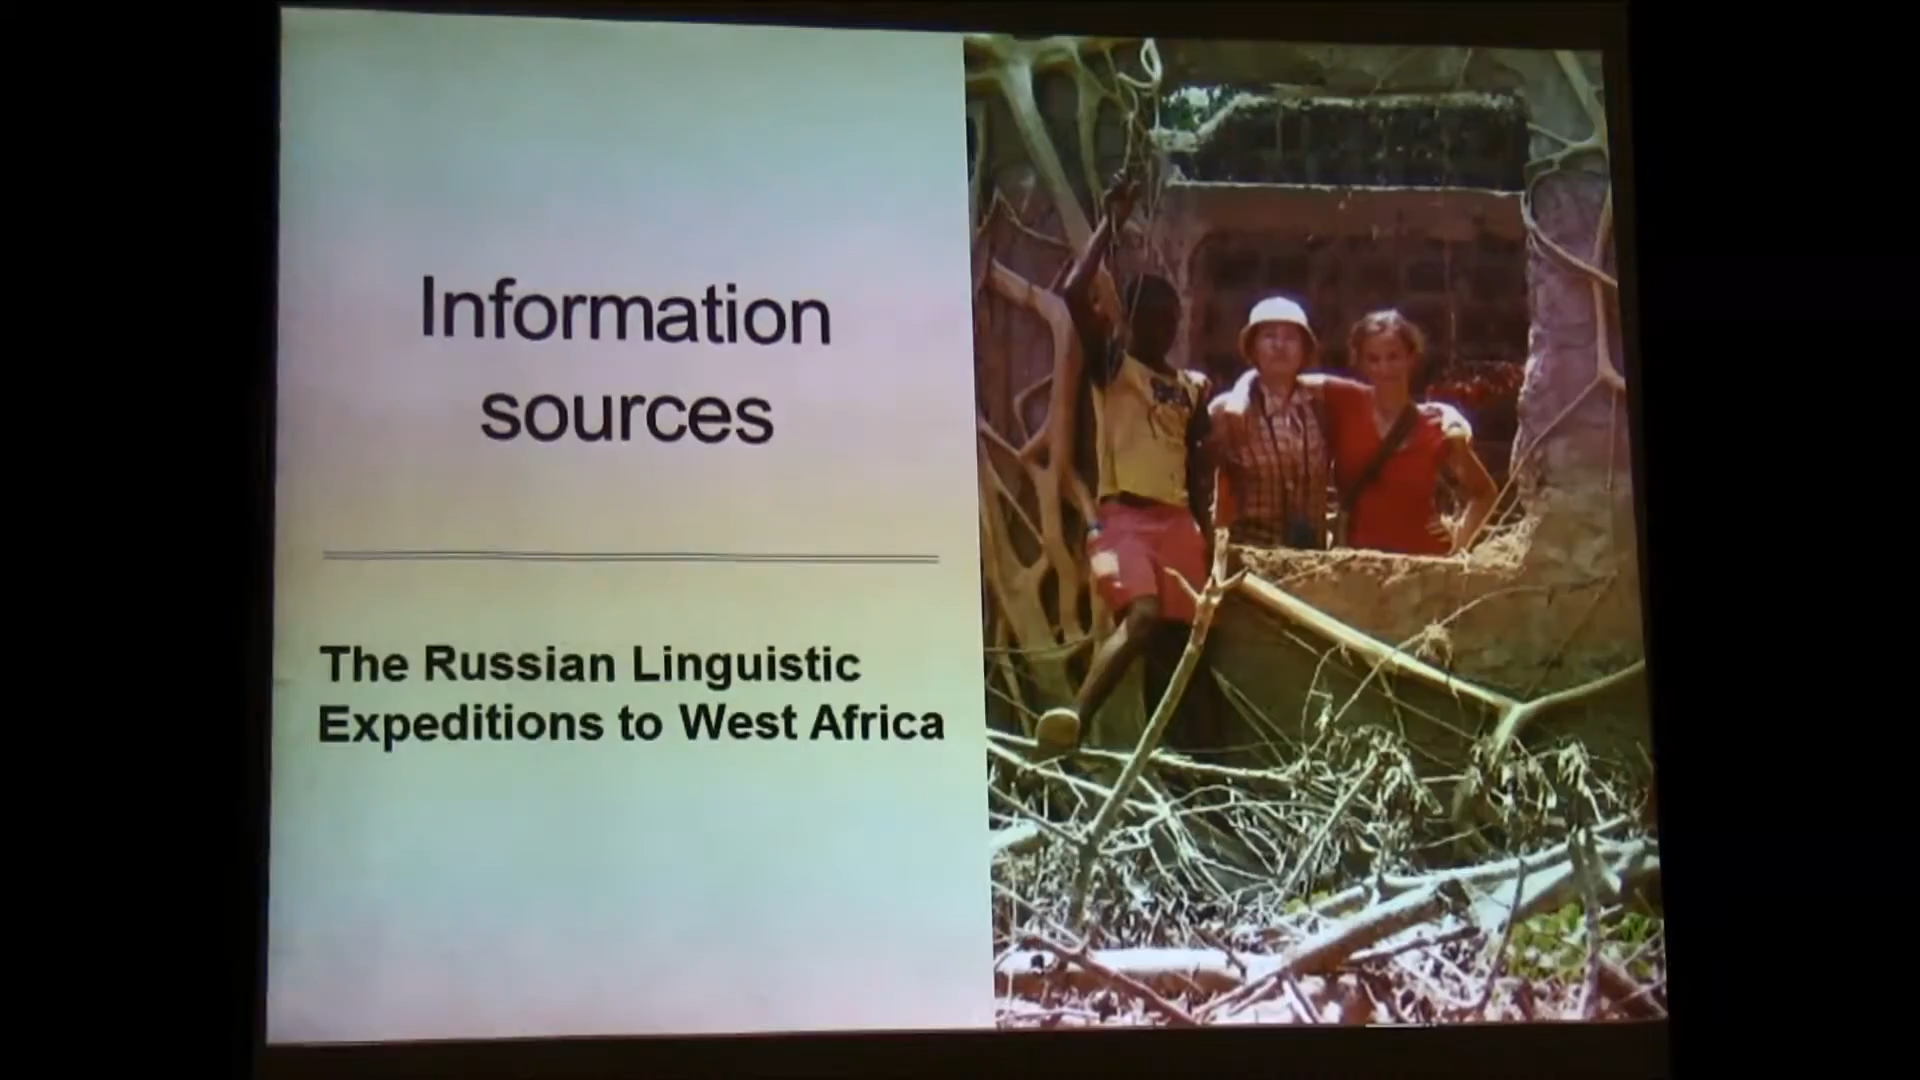 Information
sources
The Russian Linguistic
Expeditions to West Africa